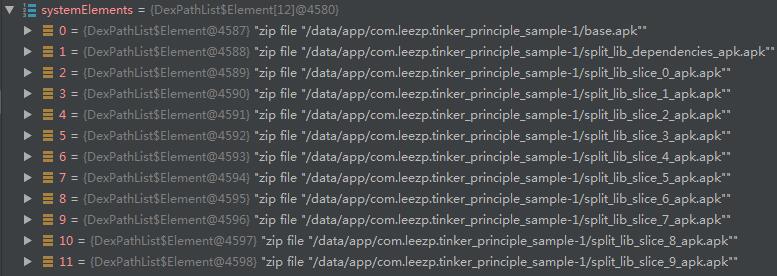 systemElements = {DexPathList$Element[12]@4580}
0 = {DexPathList$Element@4587} "zip file "/data/app/com.leezp.tinker_principle_sample-1/base.apk""
1 = {DexPathList$Element@4588} "zip file "/data/app/com.leezp.tinker_principle_sample-1/split_lib_dependencies_apk.apk""
2 = {DexPathList$Element@4589} "zip file "/data/app/com.leezp.tinker_principle_sample-1/split_lib_slice_0_apk.apk""
3 = {DexPathList$Element@4590} "zip file "/data/app/com.leezp.tinker_principle_sample-1/split_lib_slice_1_apk.apk""
4 = {DexPathList$Element@4591} "zip file "/data/app/com.leezp.tinker_principle_sample-1/split_lib_slice_2_apk.apk""
5 = {DexPathList$Element@4592} "zip file "/data/app/com.leezp.tinker_principle_sample-1/split_lib_slice_3_apk.apk""
6 = {DexPathList$Element@4593} "zip file "/data/app/com.leezp.tinker_principle_sample-1/split_lib_slice_4_apk.apk""
7 = {DexPathList$Element@4594} "zip file "/data/app/com.leezp.tinker_principle_sample-1/split_lib_slice_5_apk.apk""
8 = {DexPathList$Element@4595} "zip file "/data/app/com.leezp.tinker_principle_sample-1/split_lib_slice_6_apk.apk""
9 = {DexPathList$Element@4596} "zip file "/data/app/com.leezp.tinker_principle_sample-1/split_lib_slice_7_apk.apk""
10 = {DexPathList$Element@4597} "zip file "/data/app/com.leezp.tinker_principle_sample-1/split_lib_slice_8_apk.apk""
11 = {DexPathList$Element@4598} "zip file "/data/app/com.leezp.tinker_principle_sample-1/split_lib_slice_9_apk.apk""